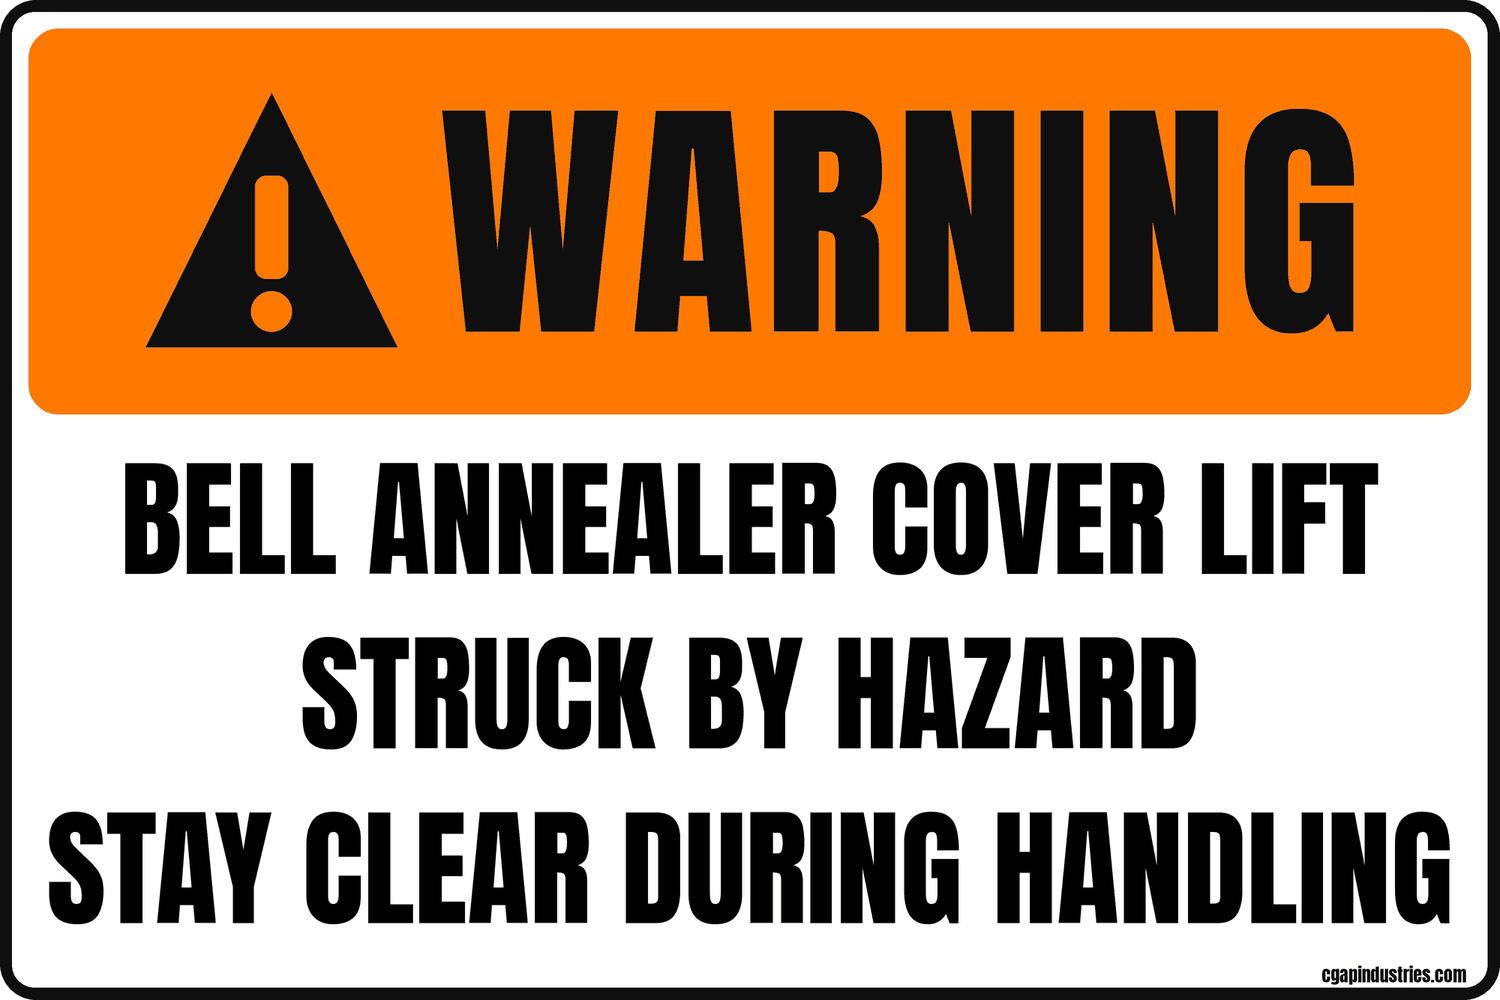 WARNING
BELL ANNEALER COVER LIFT
STRUCK BY HAZARD
STAY CLEAR DURING HANDLING
cgapindustries.com